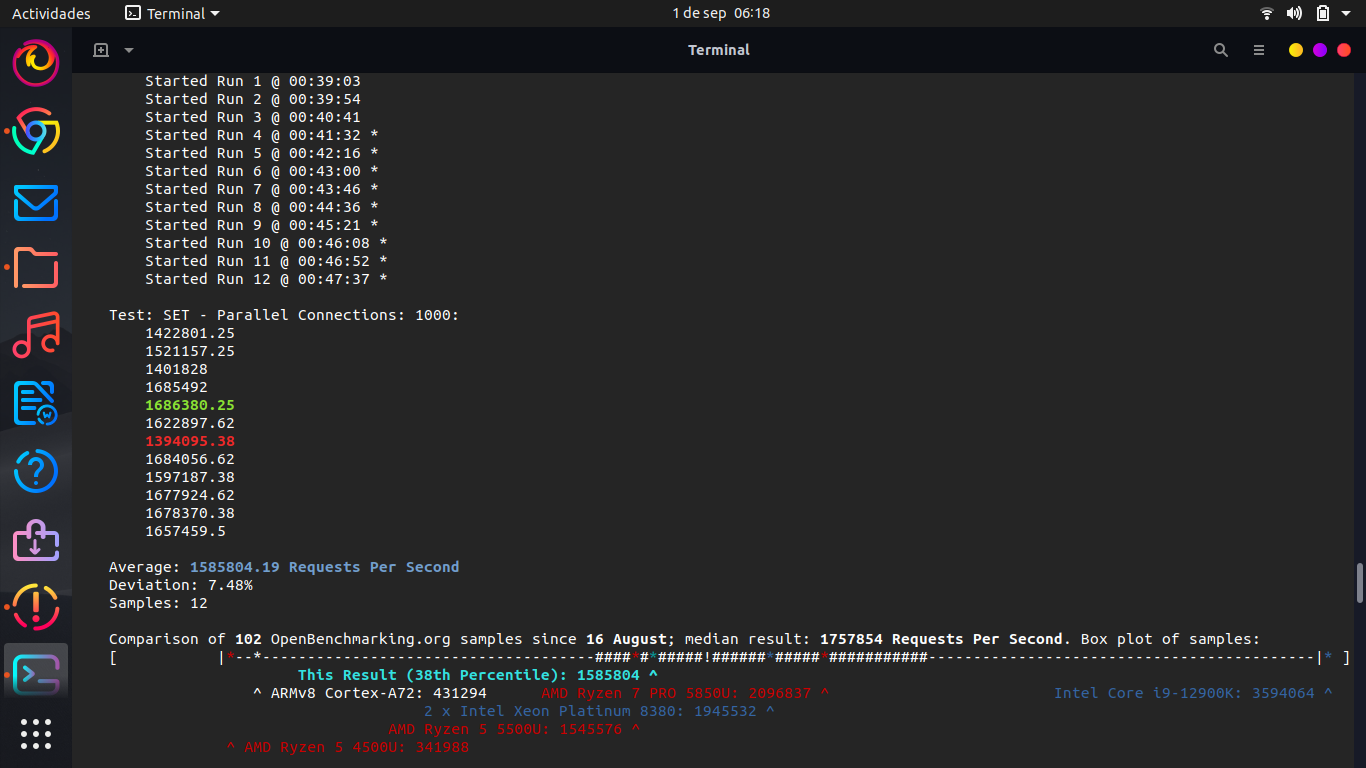 Actividades Terminal 1 de sep 06:18
Terminal
Started Run 1 @ 00:39:03
Started Run 2 @ 00:39:54
Started Run 3 @ 00:40:41
Started Run 4 @ 00:41:32 *
Started Run 5 @ 00:42:16 *
Started Run 6 @ 00:43:00 *
Started Run 7 @ 00:43:46 *
Started Run 8 @ 00:44:36 *
Started Run 9 @ 00:45:21 *
Started Run 10 @ 00:46:08 *
Started Run 11 @ 00:46:52 *
Started Run 12 @ 00:47:37 *
Test: SET - Parallel Connections: 1000:
1422801.25
1521157.25
1401828
1685492
1686380.25
1622897.62
1394095.38
1684056.62
1597187.38
1677924.62
1678370.38
1657459.5
Average: 1585804.19 Requests Per Second
Deviation: 7.48%
Samples: 12
Comparison of 102 OpenBenchmarking.org samples since 16 August; median result: 1757854 Requests Per Second. Box plot of samples:
[ |*--*-------------------------------------####*#*#####!######*#####*###########-------------------------------------------|* ]
This Result (38th Percentile): 1585804 ^
^ ARMv8 Cortex-A72: 431294 AMD Ryzen 7 PRO 5850U: 2096837 ^ Intel Core i9-12900K: 3594064 ^
2 x Intel Xeon Platinum 8380: 1945532 ^
AMD Ryzen 5 5500U: 1545576 ^
^ AMD Ryzen 5 4500U: 341988